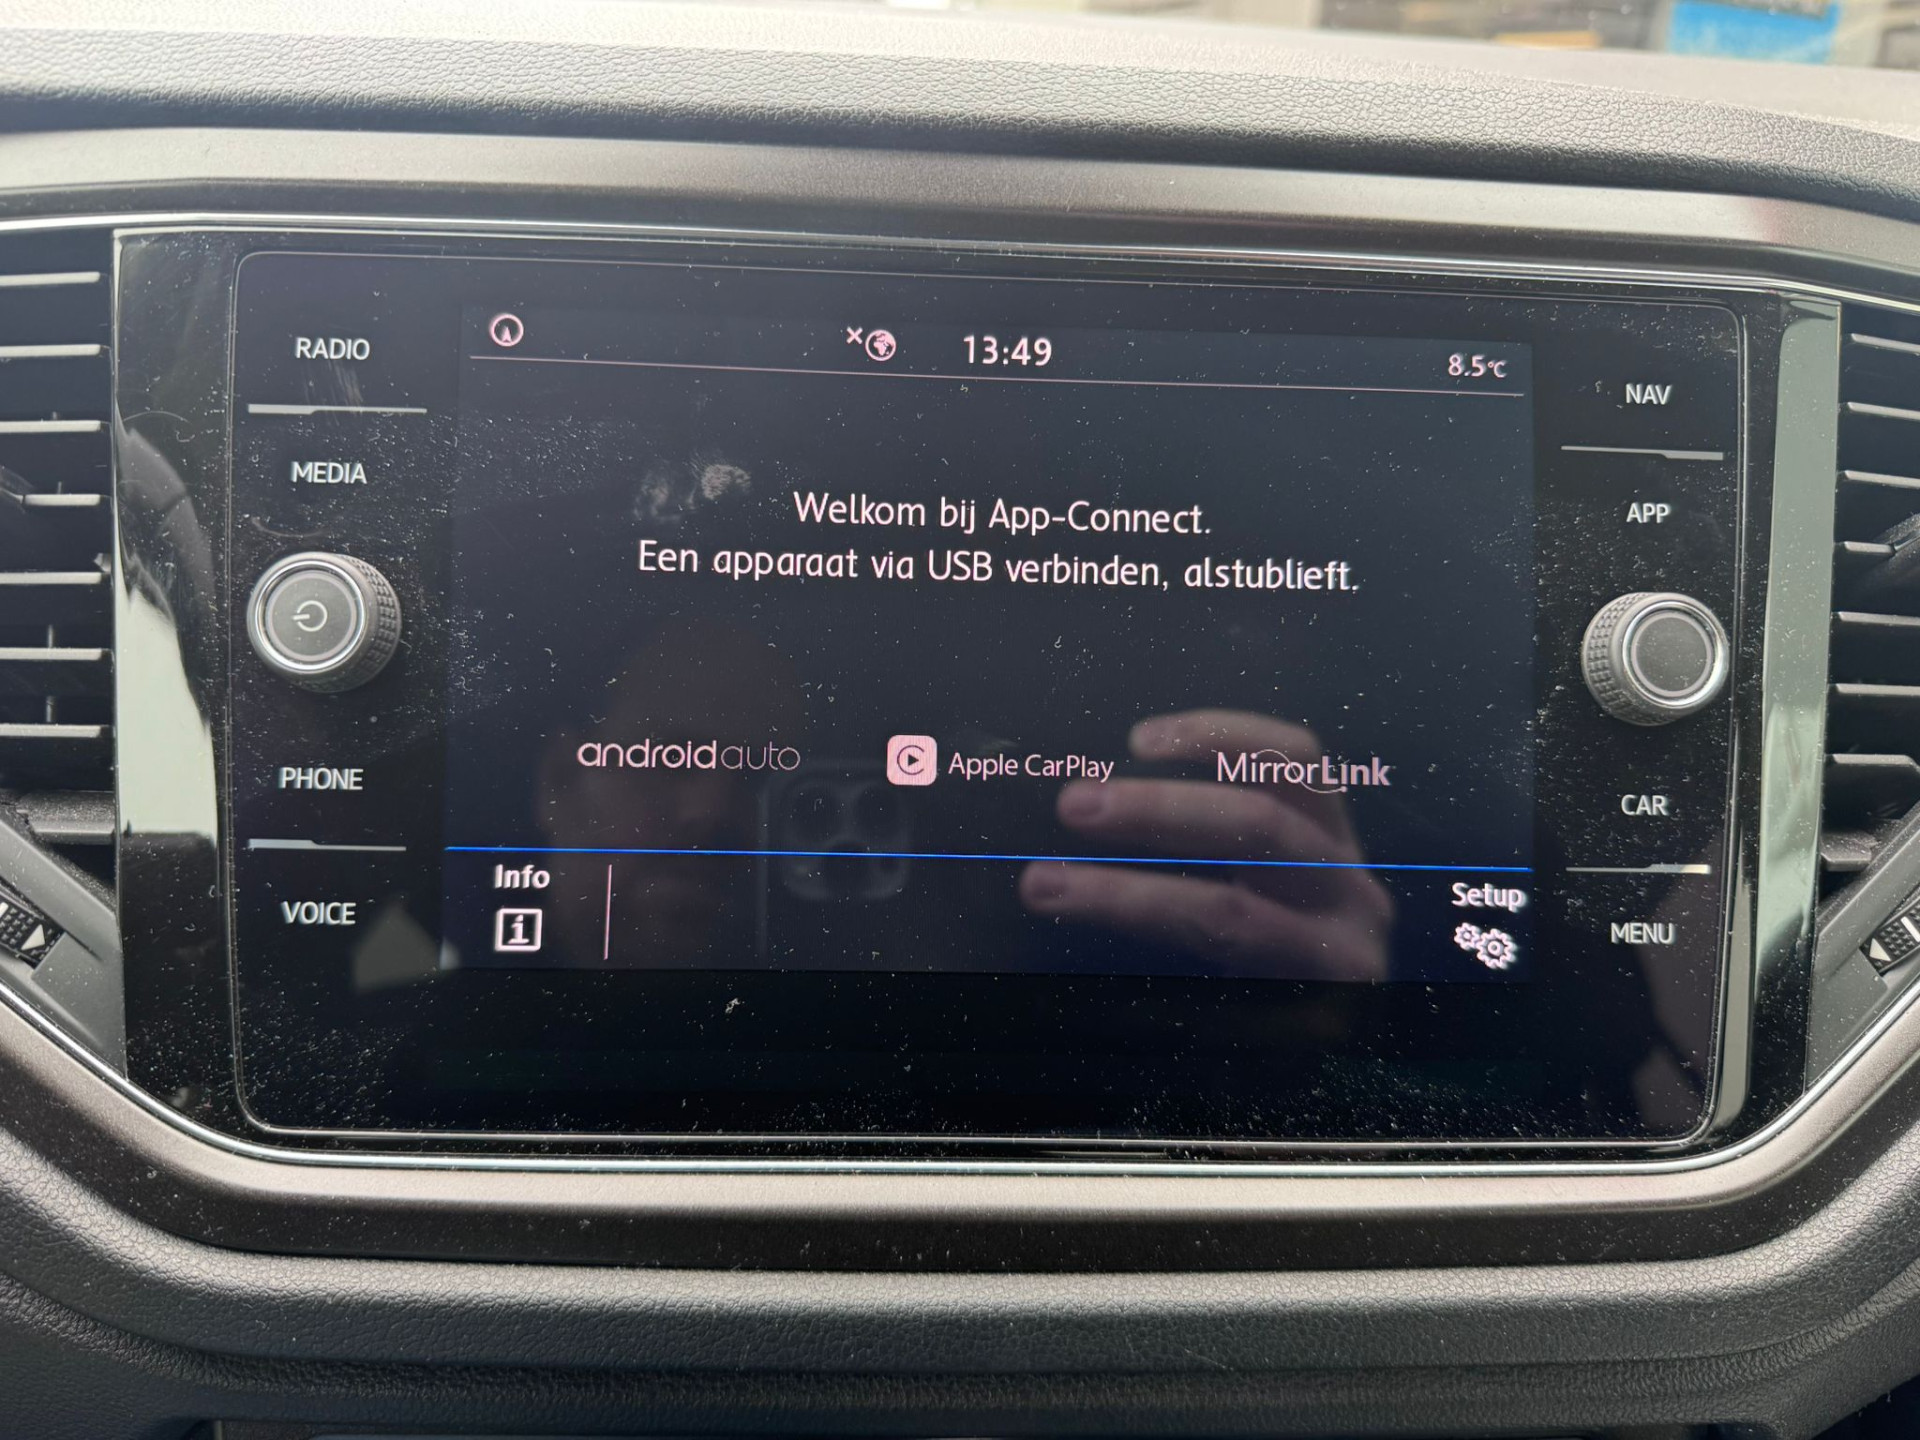 RADIO
MEDIA
PHONE
VOICE
13:49
8.5°C
Welkom bij App-Connect.
Een apparaat via USB verbinden, alstublieft.
androidauto
Apple CarPlay
MirrorLink
Info
i
Setup
NAV
APP
CAR
MENU